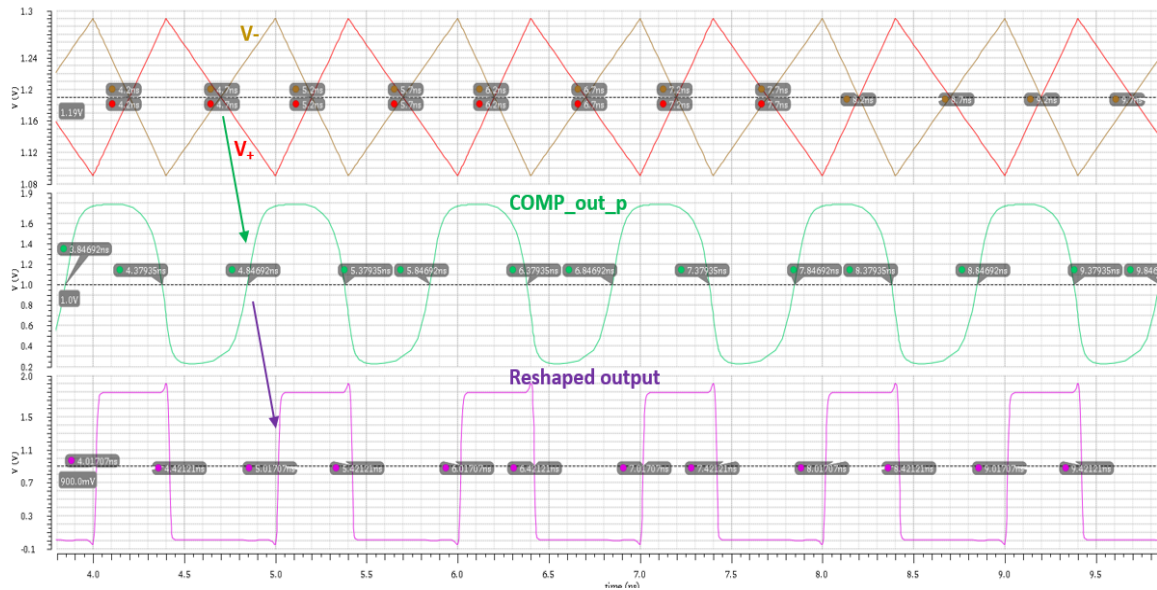 1.3
V-
1.24
V (V)
1.2
4.2ns 4.7ns 5.2ns 5.7ns 6.2ns 6.7ns 7.2ns 7.7ns
4.2ns 4.7ns 5.2ns 5.7ns 6.2ns 6.7ns 7.2ns 7.7ns 8.2ns 8.7ns 9.2ns 9.7ns
1.19V
1.16
V+
1.12
1.08
1.9
COMP_out_p
1.6
1.4
3.84692ns
1.2
4.37935ns 4.84692ns 5.37935ns 5.84692ns 6.37935ns 6.84692ns 7.37935ns 7.84692ns 8.37935ns 8.84692ns 9.37935ns
V (V)
1.0
1.0V
0.8
0.6
0.4
0.2
2.0
Reshaped output
1.5
1.1
V (V)
4.01707ns 4.42121ns 5.01707ns 5.42121ns 6.01707ns 6.42121ns 7.01707ns 7.42121ns 8.01707ns 8.42121ns 9.01707ns 9.42121ns
900.0mV
0.7
0.3
-0.1
4.0 4.5 5.0 5.5 6.0 6.5 7.0 7.5 8.0 8.5 9.0 9.5
time (ns)